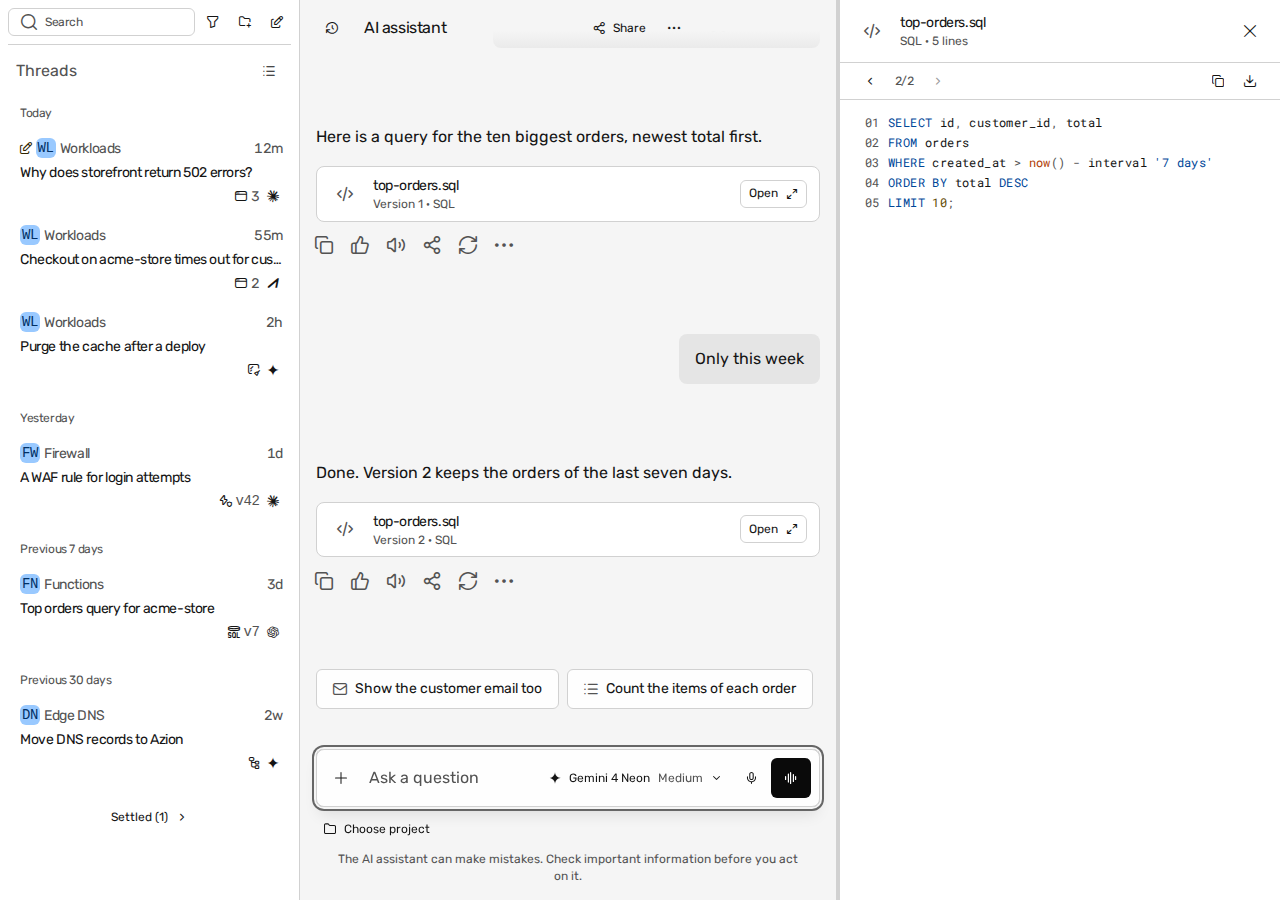 Search
Threads
Today
WL Workloads 12m
Why does storefront return 502 errors?
3
WL Workloads 55m
Checkout on acme-store times out for cus...
2
WL Workloads 2h
Purge the cache after a deploy
Yesterday
FW Firewall 1d
A WAF rule for login attempts
v42
Previous 7 days
FN Functions 3d
Top orders query for acme-store
v7
Previous 30 days
DN Edge DNS 2w
Move DNS records to Azion
Settled (1)
AI assistant
Share
Here is a query for the ten biggest orders, newest total first.
top-orders.sql
Version 1 • SQL
Open
Only this week
Done. Version 2 keeps the orders of the last seven days.
top-orders.sql
Version 2 • SQL
Open
Show the customer email too
Count the items of each order
Ask a question
Gemini 4 Neon Medium
Choose project
The AI assistant can make mistakes. Check important information before you act
on it.
top-orders.sql
SQL • 5 lines
2/2
01 SELECT id, customer_id, total
02 FROM orders
03 WHERE created_at > now() - interval '7 days'
04 ORDER BY total DESC
05 LIMIT 10;